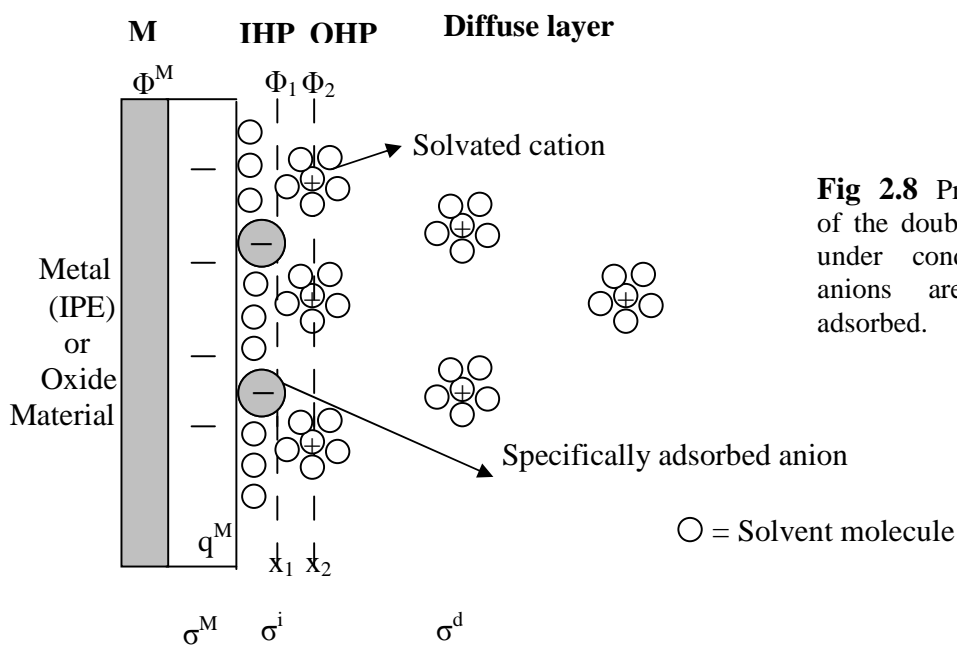 M IHP OHP Diffuse layer
Φ^M Φ₁ Φ₂
Solvated cation
Fig 2.8 Pr
of the doub
under cond
anions are
adsorbed.
Metal
(IPE)
or
Oxide
Material
Specifically adsorbed anion
q^M
= Solvent molecule
x₁ x₂
σ^M σ^i σ^d